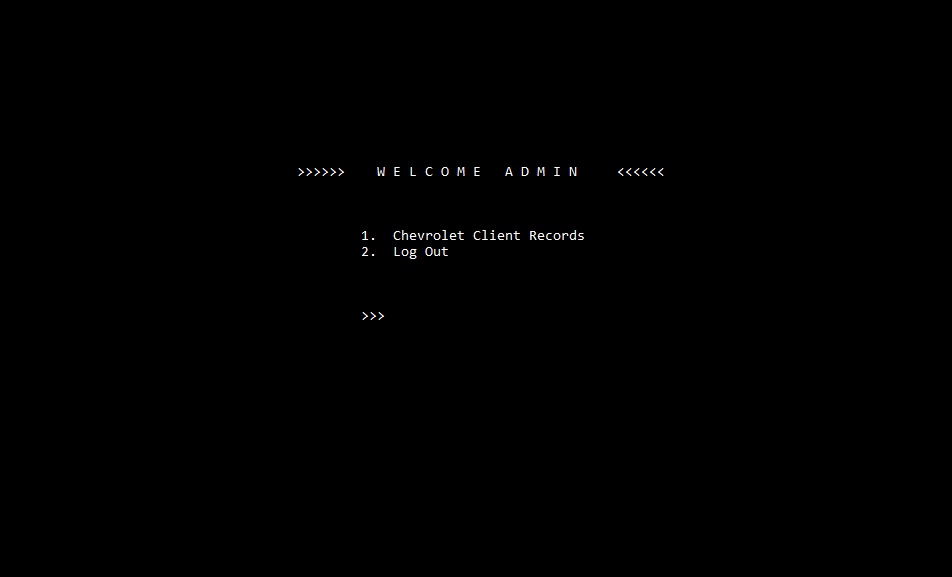 >>>>>>   W E L C O M E   A D M I N    <<<<<<
1.  Chevrolet Client Records
2.  Log Out
>>>